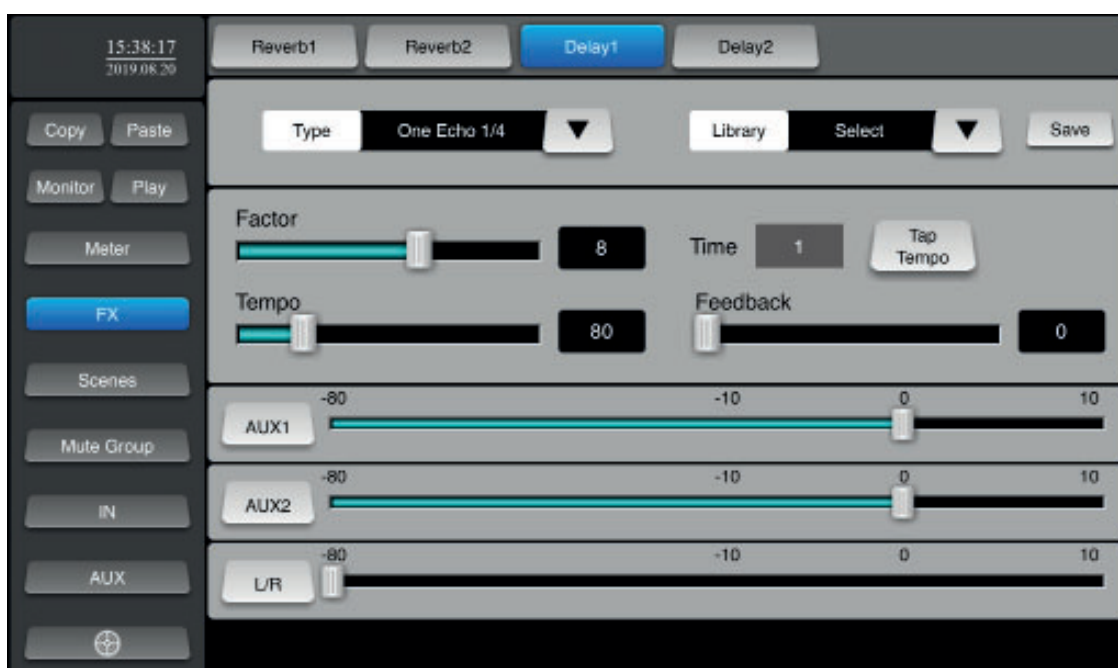 15:38:17
2019.08.20
Reverb1 Reverb2 Delay1 Delay2
Copy Paste
Type One Echo 1/4 Library Select Save
Monitor Play
Meter
FX
Scenes
Mute Group
IN
AUX
Factor
8 Time 1 Tap Tempo
Tempo Feedback
80 0
-80 -10 0 10
AUX1
-80 -10 0 10
AUX2
-80 -10 0 10
L/R